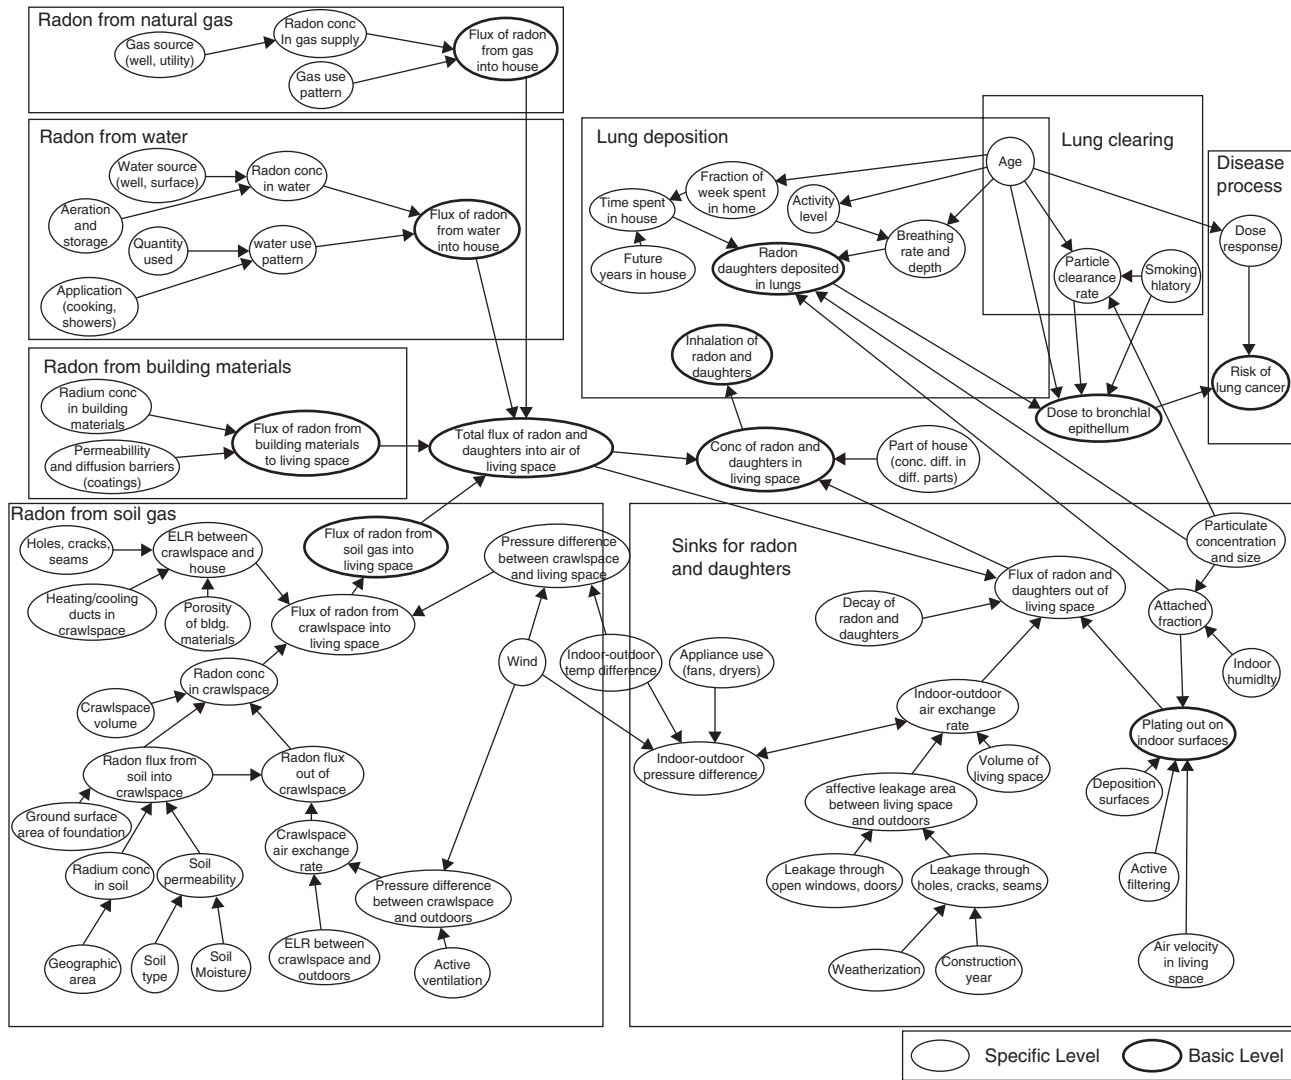 Radon from natural gas
Gas source
(well, utility)
Radon conc
In gas supply
Gas use
pattern
Flux of radon
from gas
into house
Radon from water
Water source
(well, surface)
Radon conc
in water
Aeration
and
storage
Quantity
used
water use
pattern
Application
(cooking,
showers)
Flux of radon
from water
into house
Radon from building materials
Radium conc
in building
materials
Permeabillity
and diffusion barriers
(coatings)
Flux of radon from
building materials
to living space
Total flux of radon and
daughters into air of
living space
Lung deposition
Fraction of
week spent
in home
Time spent
in house
Future
years in house
Activity
level
Breathing
rate and
depth
Radon
daughters deposited
in lungs
Inhalation of
radon and
daughters
Age
Lung clearing
Particle
clearance
rate
Smoking
hlatory
Disease
process
Dose
response
Risk of
lung cancer
Dose to bronchlal
epithellum
Conc of radon and
daughters in
living space
Part of house
(conc. diff. in
diff. parts)
Radon from soil gas
Holes, cracks,
seams
ELR between
crawlspace and
house
Heating/cooling
ducts in
crawlspace
Porosity
of bldg.
materials
Flux of radon from
soil gas into
living space
Flux of radon from
crawlspace into
living space
Pressure difference
between crawlspace
and living space
Radon conc
in crawlspace
Crawlspace
volume
Wind
Indoor-outdoor
temp difference
Radon flux from
soil into
crawlspace
Radon flux
out of
crawlspace
Ground surface
area of foundation
Radium conc
in soil
Soil
permeability
Crawlspace
air exchange
rate
Pressure difference
between crawlspace
and outdoors
Geographic
area
Soil
type
Soil
Moisture
ELR between
crawlspace and
outdoors
Active
ventilation
Sinks for radon
and daughters
Decay of
radon and
daughters
Flux of radon and
daughters out of
living space
Appliance use
(fans, dryers)
Indoor-outdoor
pressure difference
Indoor-outdoor
air exchange
rate
Volume of
living space
affective leakage area
between living space
and outdoors
Leakage through
open windows, doors
Leakage through
holes, cracks, seams
Weatherization
Construction
year
Particulate
concentration
and size
Attached
fraction
Indoor
humidlty
Plating out on
indoor surfaces
Deposition
surfaces
Active
filtering
Air velocity
in living
space
Specific Level
Basic Level